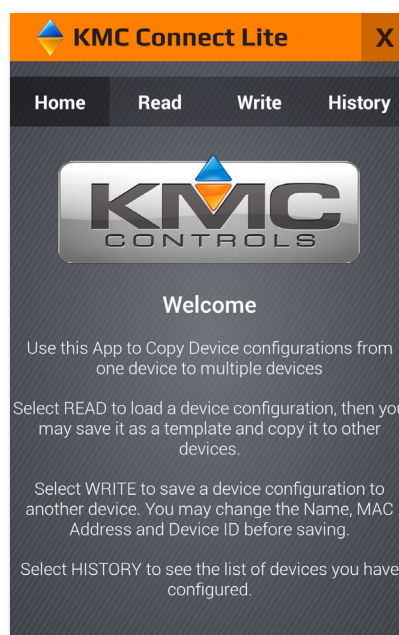 KMC Connect Lite X
Home Read Write History
KMC
CONTROLS
Welcome
Use this App to Copy Device configurations from
one device to multiple devices
Select READ to load a device configuration, then you
may save it as a template and copy it to other
devices.
Select WRITE to save a device configuration to
another device. You may change the Name, MAC
Address and Device ID before saving.
Select HISTORY to see the list of devices you have
configured.